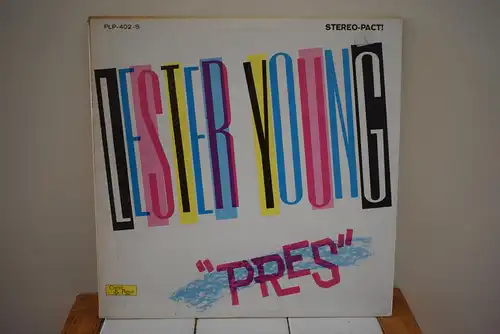 PLP-402-S STEREO-PACT!
LESTER YOUNG
"PRES"